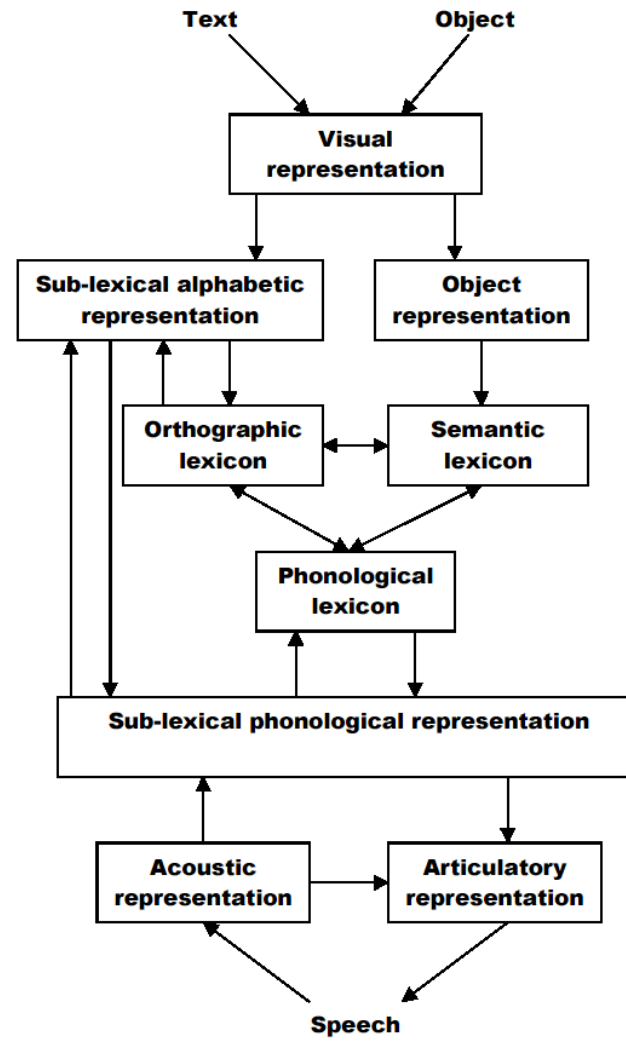 Text
Object
Visual
representation
Sub-lexical alphabetic
representation
Object
representation
Orthographic
lexicon
Semantic
lexicon
Phonological
lexicon
Sub-lexical phonological representation
Acoustic
representation
Articulatory
representation
Speech